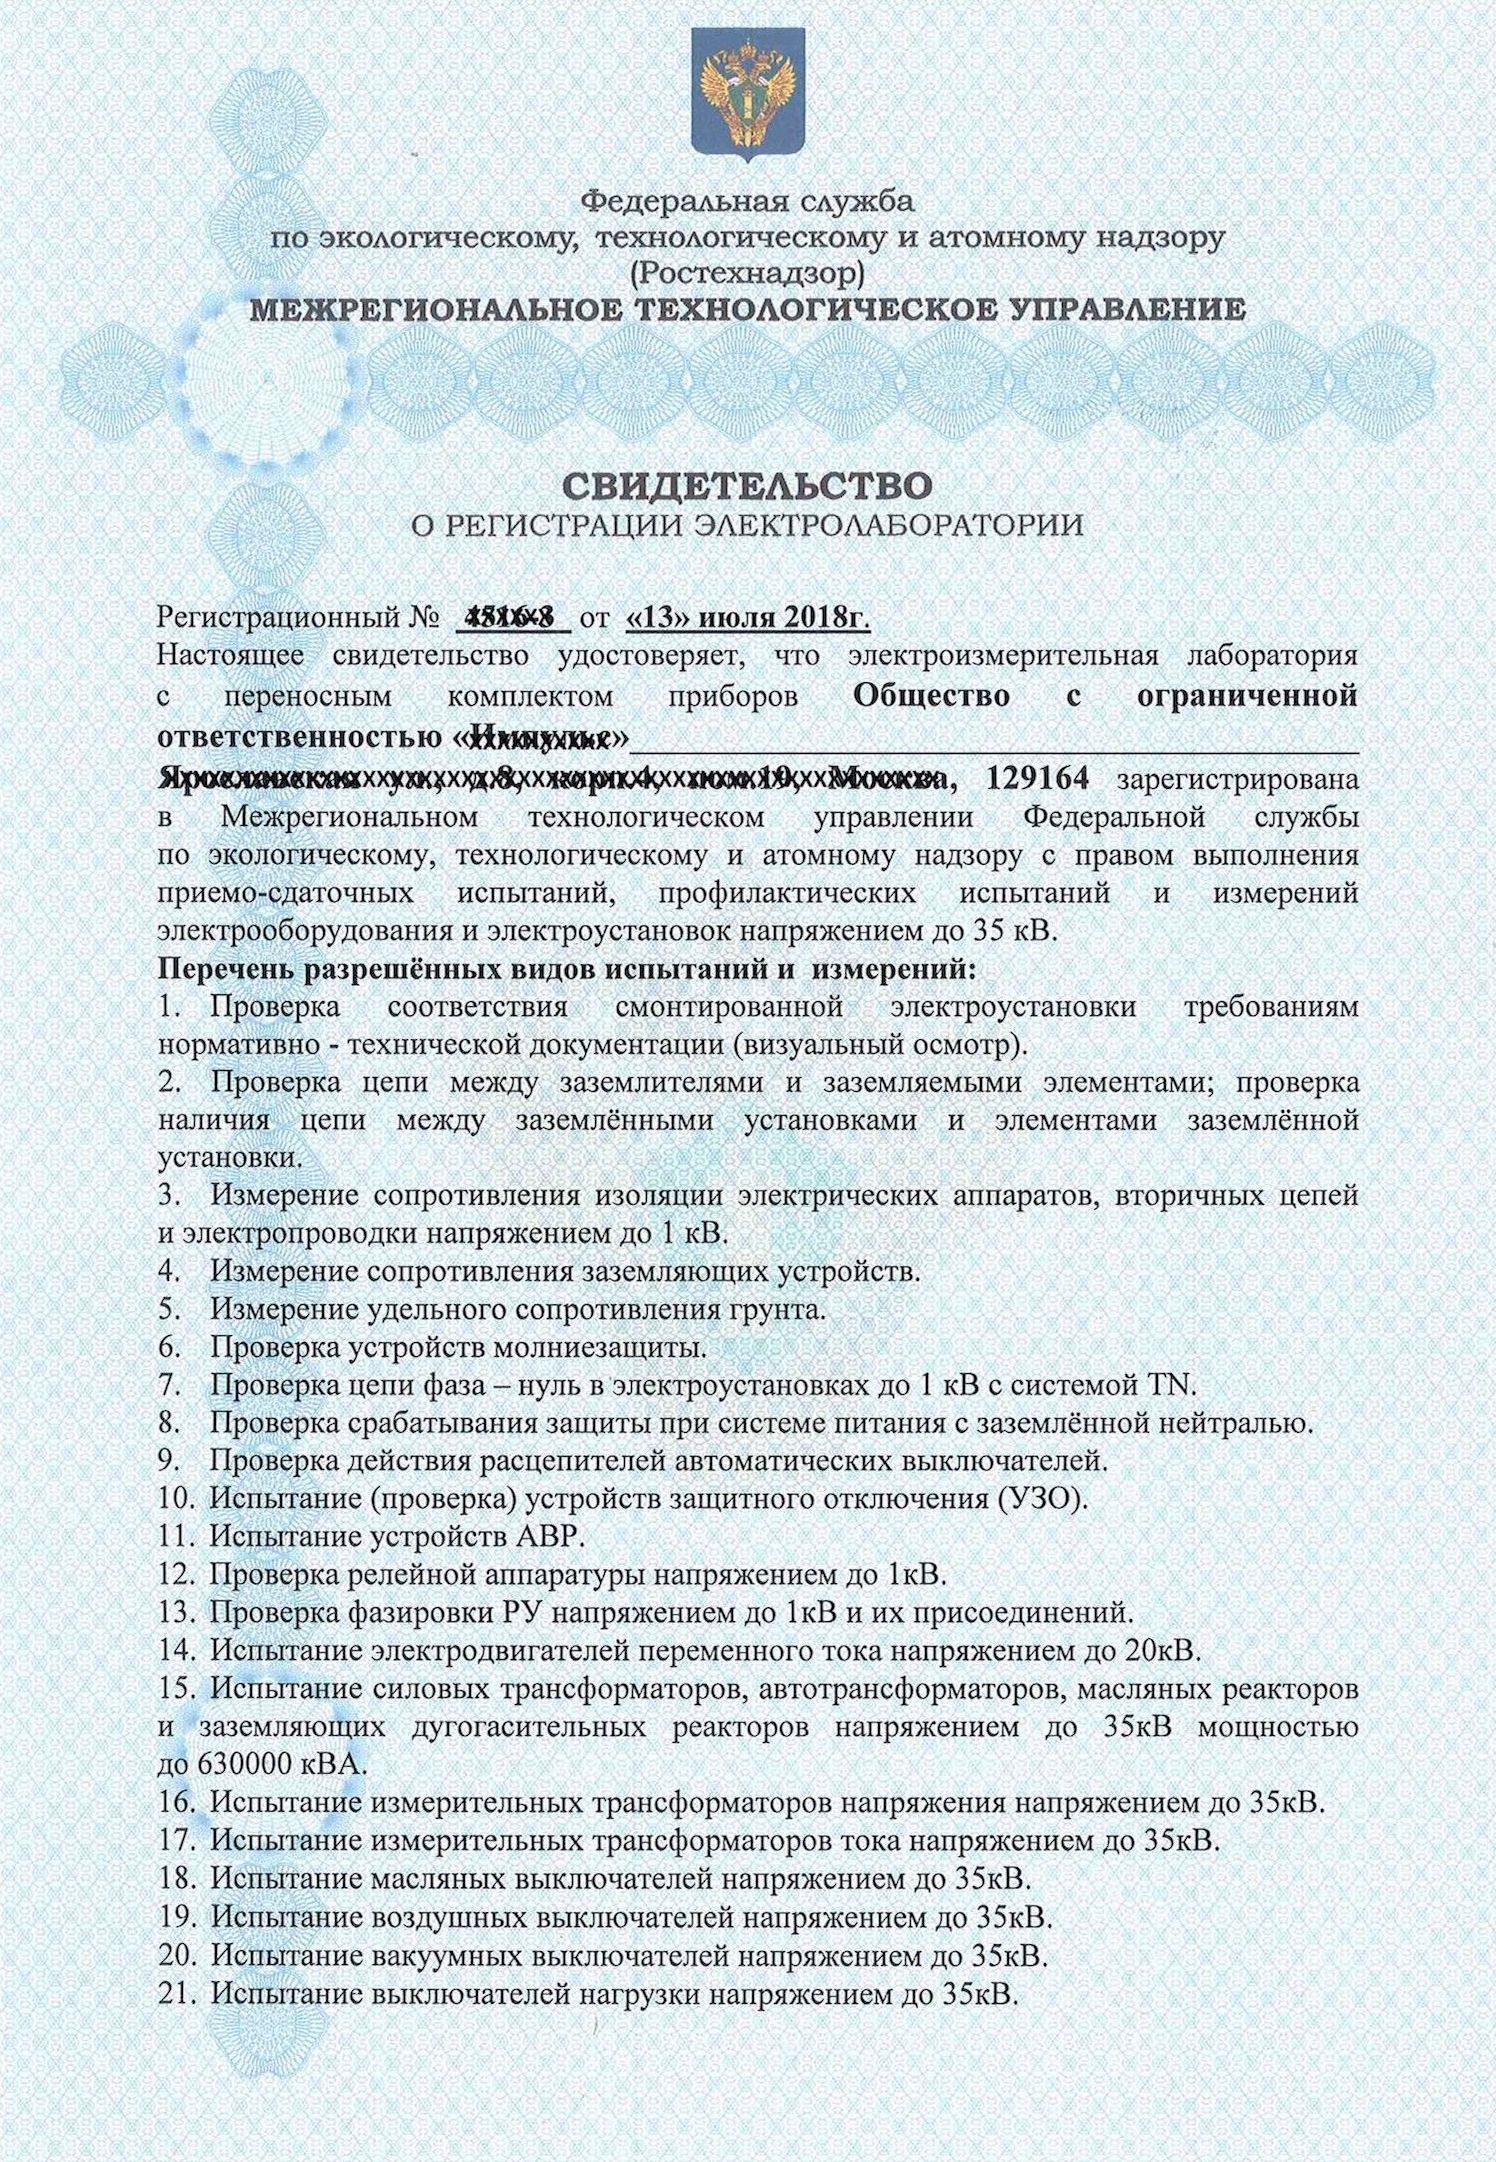 Федеральная служба
по экологическому, технологическому и атомному надзору
(Ростехнадзор)
МЕЖРЕГИОНАЛЬНОЕ ТЕХНОЛОГИЧЕСКОЕ УПРАВЛЕНИЕ
СВИДЕТЕЛЬСТВО
О РЕГИСТРАЦИИ ЭЛЕКТРОЛАБОРАТОРИИ
Регистрационный № от «13» июля 2018г.
Настоящее свидетельство удостоверяет, что электроизмерительная лаборатория
с переносным комплектом приборов Общество с ограниченной
ответственностью
129164 зарегистрирована
в Межрегиональном технологическом управлении Федеральной службы
по экологическому, технологическому и атомному надзору с правом выполнения
приемо-сдаточных испытаний, профилактических испытаний и измерений
электрооборудования и электроустановок напряжением до 35 кВ.
Перечень разрешённых видов испытаний и измерений:
1. Проверка соответствия смонтированной электроустановки требованиям
нормативно - технической документации (визуальный осмотр).
2. Проверка цепи между заземлителями и заземляемыми элементами; проверка
наличия цепи между заземлёнными установками и элементами заземлённой
установки.
3. Измерение сопротивления изоляции электрических аппаратов, вторичных цепей
и электропроводки напряжением до 1 кВ.
4. Измерение сопротивления заземляющих устройств.
5. Измерение удельного сопротивления грунта.
6. Проверка устройств молниезащиты.
7. Проверка цепи фаза – нуль в электроустановках до 1 кВ с системой TN.
8. Проверка срабатывания защиты при системе питания с заземлённой нейтралью.
9. Проверка действия расцепителей автоматических выключателей.
10. Испытание (проверка) устройств защитного отключения (УЗО).
11. Испытание устройств АВР.
12. Проверка релейной аппаратуры напряжением до 1кВ.
13. Проверка фазировки РУ напряжением до 1кВ и их присоединений.
14. Испытание электродвигателей переменного тока напряжением до 20кВ.
15. Испытание силовых трансформаторов, автотрансформаторов, масляных реакторов
и заземляющих дугогасительных реакторов напряжением до 35кВ мощностью
до 630000 кВА.
16. Испытание измерительных трансформаторов напряжения напряжением до 35кВ.
17. Испытание измерительных трансформаторов тока напряжением до 35кВ.
18. Испытание масляных выключателей напряжением до 35кВ.
19. Испытание воздушных выключателей напряжением до 35кВ.
20. Испытание вакуумных выключателей напряжением до 35кВ.
21. Испытание выключателей нагрузки напряжением до 35кВ.